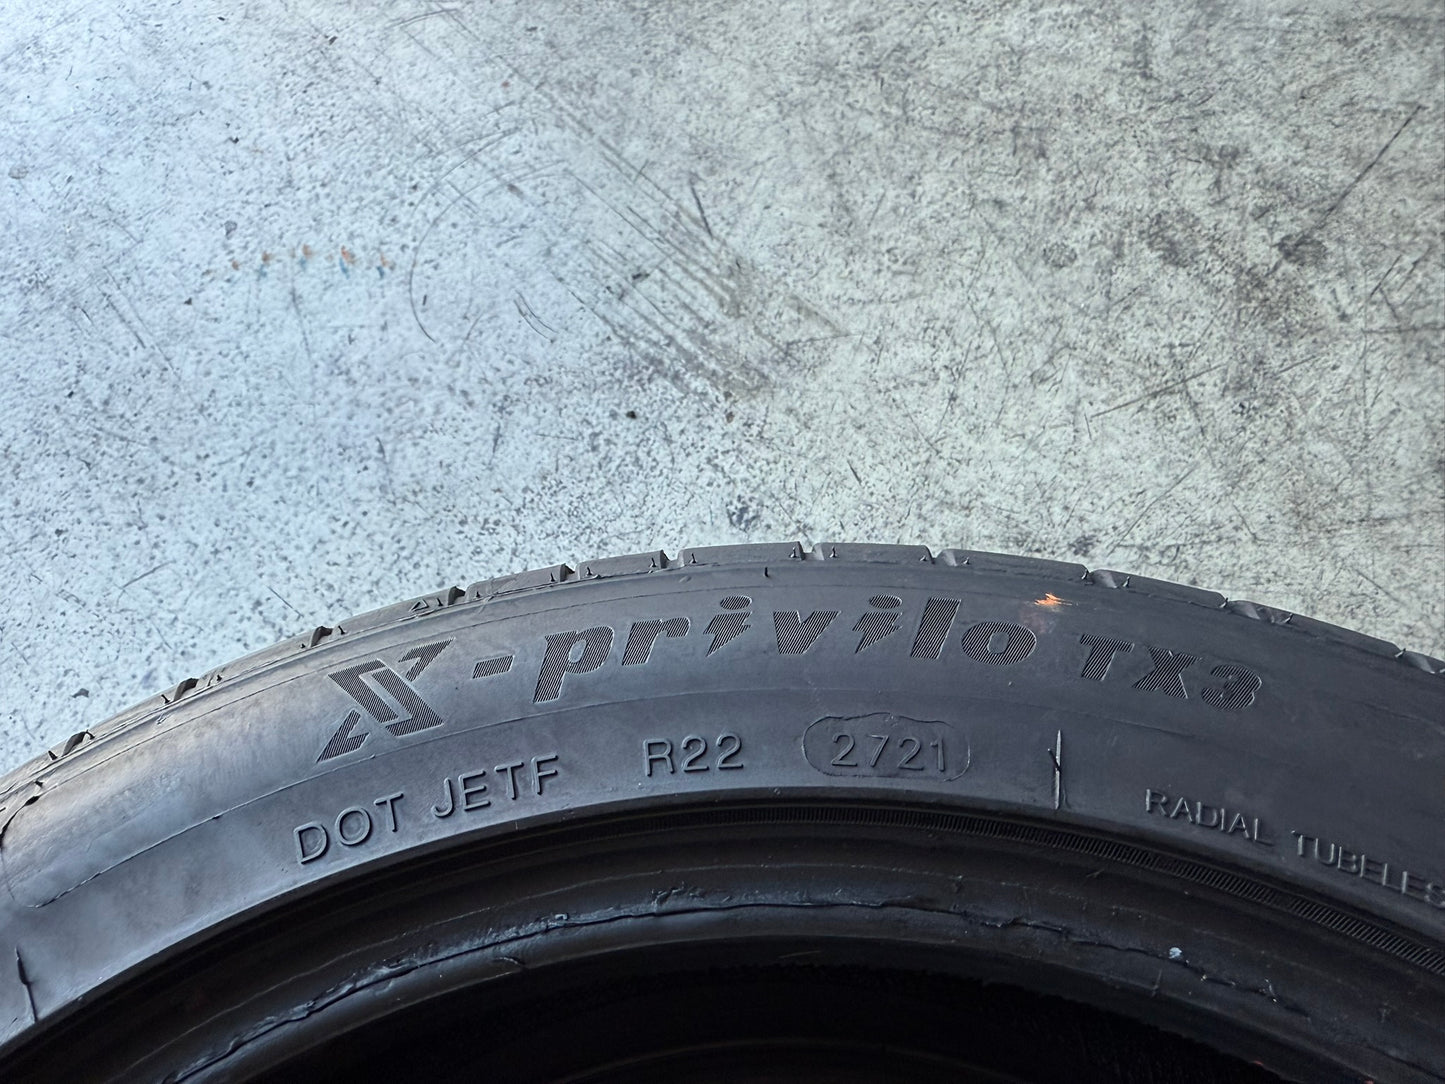 X-privilo TX3
DOT JETF R22 2721
RADIAL TUBELES